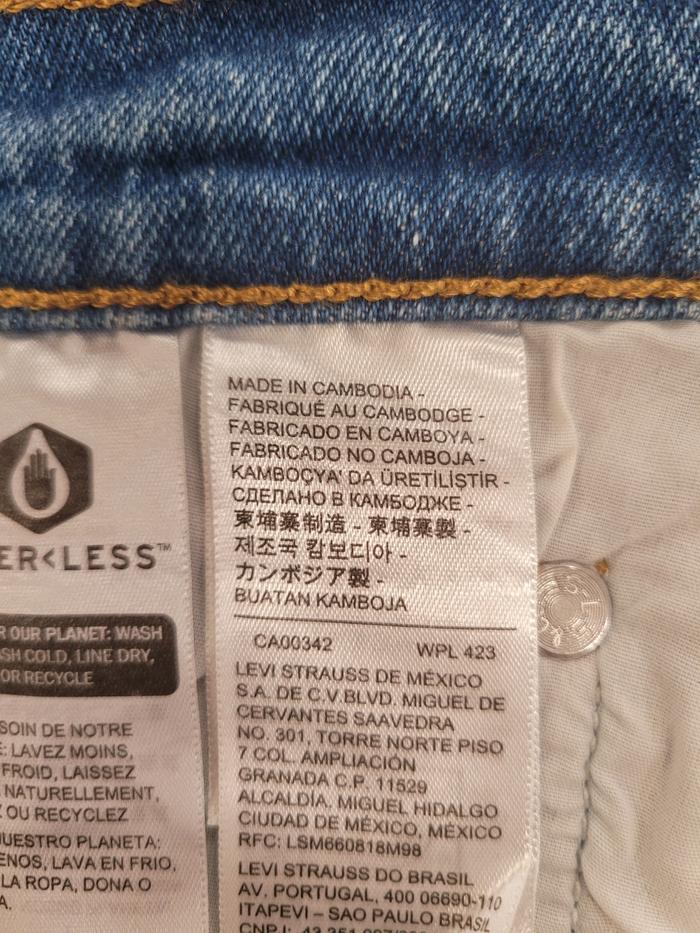 ER<LESS™
R OUR PLANET: WASH
SH COLD, LINE DRY,
OR RECYCLE
SOIN DE NOTRE
: LAVEZ MOINS,
FROID, LAISSEZ
NATURELLEMENT,
OU RECYCLEZ
UESTRO PLANETA:
ENOS, LAVA EN FRIO,
LA ROPA, DONA O
A.
MADE IN CAMBODIA -
FABRIQUÉ AU CAMBODGE -
FABRICADO EN CAMBOYA -
FABRICADO NO CAMBOJA -
KAMBOÇYA' DA ÜRETİLİŞTİR -
СДЕЛАНО В КАМБОДЖЕ -
柬埔寨制造 - 柬埔寨製 -
제조국 캄보디아 -
カンボジア製 -
BUATAN KAMBOJA
CA00342 WPL 423
LEVI STRAUSS DE MÉXICO
S.A. DE C.V.BLVD. MIGUEL DE
CERVANTES SAAVEDRA
NO. 301, TORRE NORTE PISO
7 COL. AMPLIACIÓN
GRANADA C.P. 11529
ALCALDÍA. MIGUEL HIDALGO
CIUDAD DE MÉXICO, MÉXICO
RFC: LSM660818M98
LEVI STRAUSS DO BRASIL
AV. PORTUGAL, 400 06690-110
ITAPEVI – SAO PAULO BRASIL